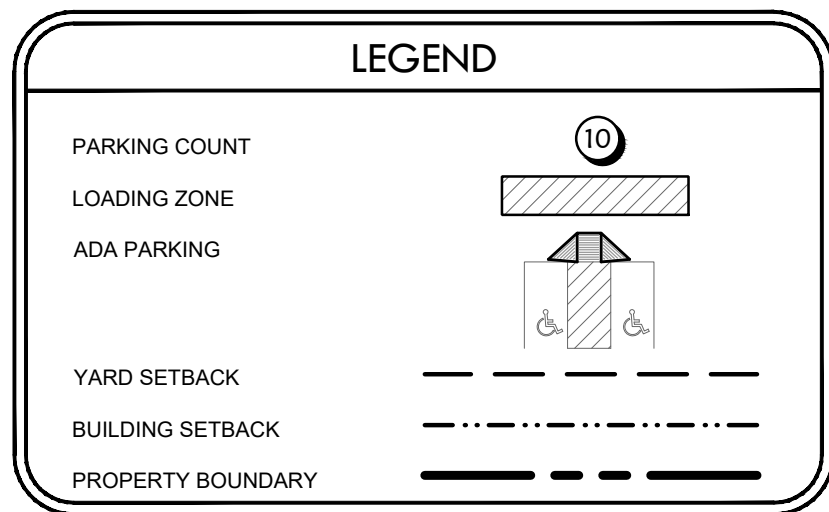 LEGEND
PARKING COUNT
10
LOADING ZONE
ADA PARKING
YARD SETBACK
BUILDING SETBACK
PROPERTY BOUNDARY